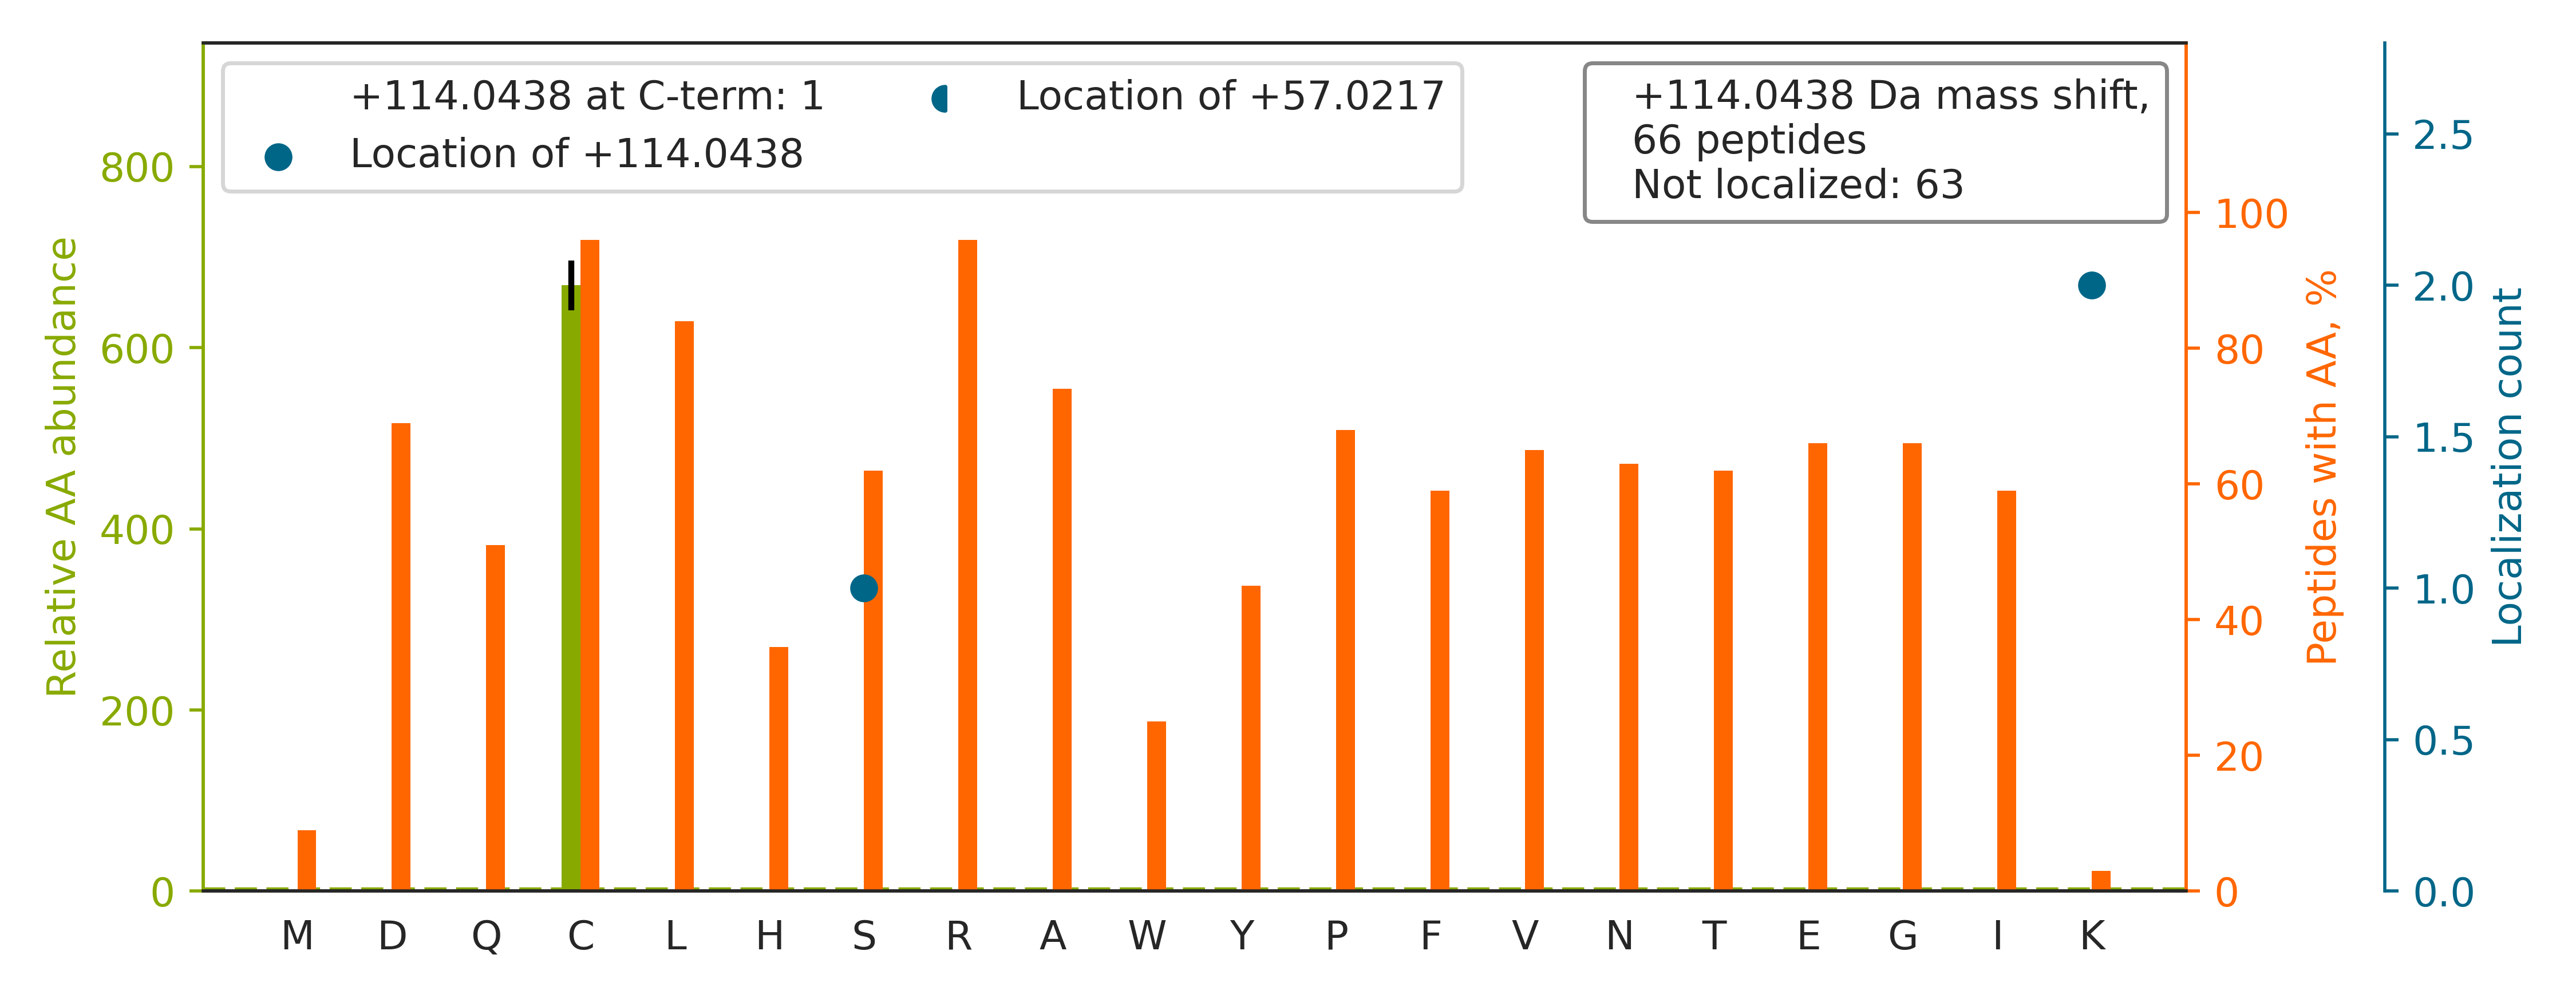 +114.0438 at C-term: 1
Location of +114.0438
Location of +57.0217
+114.0438 Da mass shift,
66 peptides
Not localized: 63
Relative AA abundance
800
600
400
200
0
M D Q C L H S R A W Y P F V N T E G I K
100
80
60
40
20
0
Peptides with AA, %
2.5
2.0
1.5
1.0
0.5
0.0
Localization count